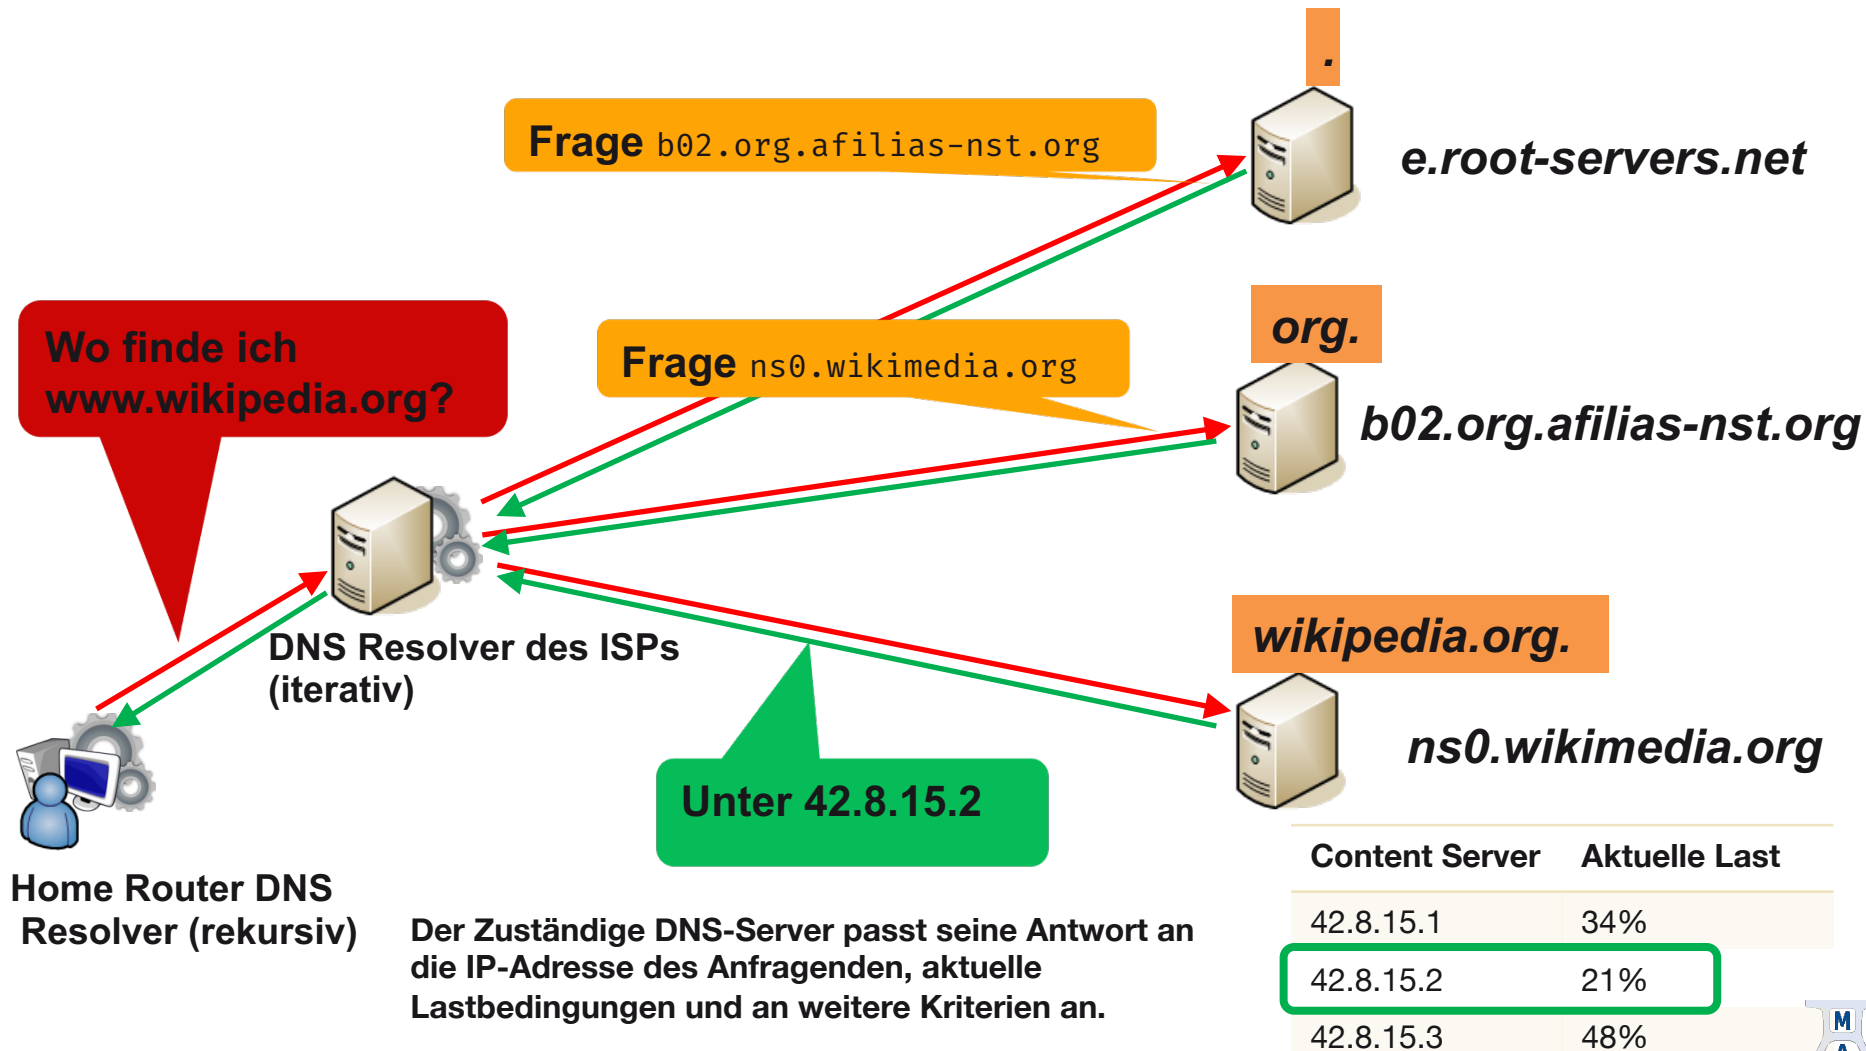 .
Frage b02.org.afilias-nst.org
e.root-servers.net
Wo finde ich
www.wikipedia.org?
Frage ns0.wikimedia.org
org.
b02.org.afilias-nst.org
DNS Resolver des ISPs
(iterativ)
wikipedia.org.
ns0.wikimedia.org
Unter 42.8.15.2
Home Router DNS
Resolver (rekursiv)
Der Zuständige DNS-Server passt seine Antwort an
die IP-Adresse des Anfragenden, aktuelle
Lastbedingungen und an weitere Kriterien an.
Content Server Aktuelle Last
42.8.15.1 34%
42.8.15.2 21%
42.8.15.3 48%
M